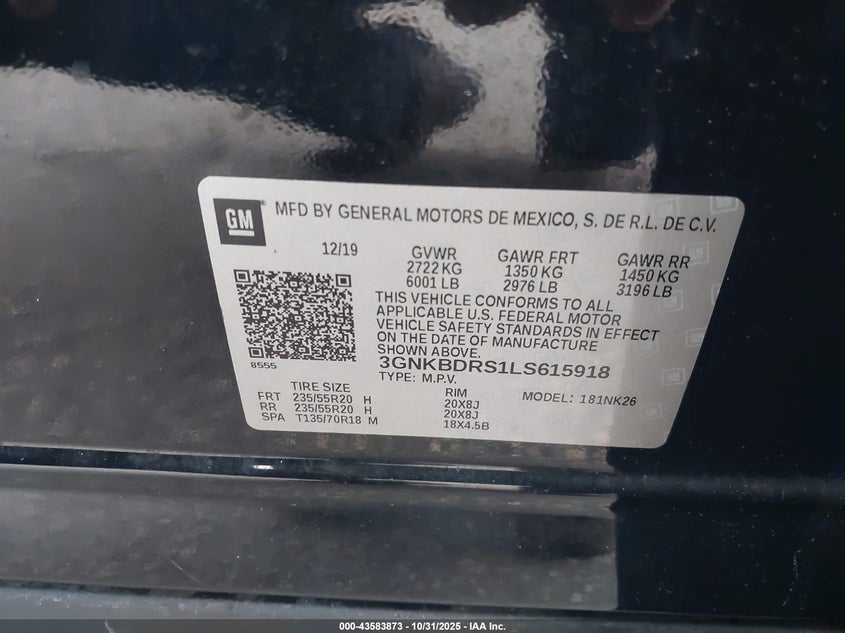 GM
MFD BY GENERAL MOTORS DE MEXICO, S. DE R.L. DE C.V.
12/19 GVWR GAWR FRT GAWR RR
2722 KG 1350 KG 1450 KG
6001 LB 2976 LB 3196 LB
THIS VEHICLE CONFORMS TO ALL
APPLICABLE U.S. FEDERAL MOTOR
VEHICLE SAFETY STANDARDS IN EFFECT
ON THE DATE OF MANUFACTURE
SHOWN ABOVE.
8555
3GNKBDRS1LS615918
TYPE: M.P.V. MODEL: 181NK26
TIRE SIZE RIM
FRT 235/55R20 H 20X8J
RR 235/55R20 H 20X8J
SPA T135/70R18 M 18X4.5B
000-43583873 - 10/31/2025 - IAA Inc.